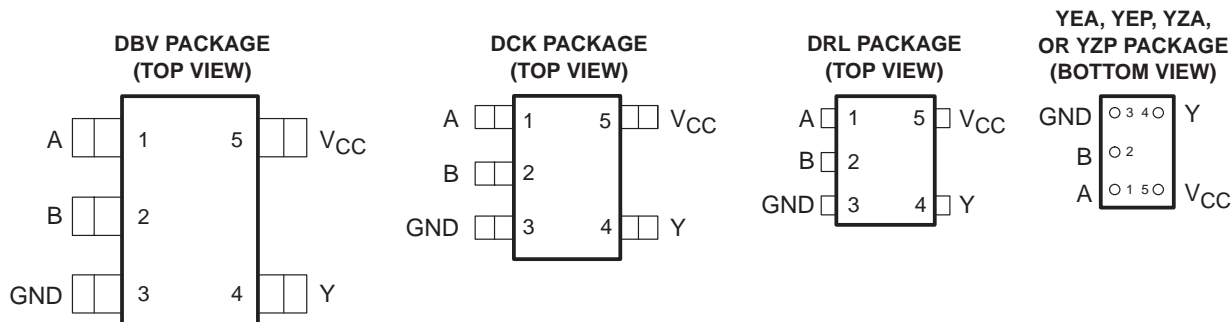 DBV PACKAGE
(TOP VIEW)
A 1 5 VCC
B 2
GND 3 4 Y
DCK PACKAGE
(TOP VIEW)
A 1 5 VCC
B 2
GND 3 4 Y
DRL PACKAGE
(TOP VIEW)
A 1 5 VCC
B 2
GND 3 4 Y
YEA, YEP, YZA,
OR YZP PACKAGE
(BOTTOM VIEW)
GND 3 4 Y
B 2
A 1 5 VCC